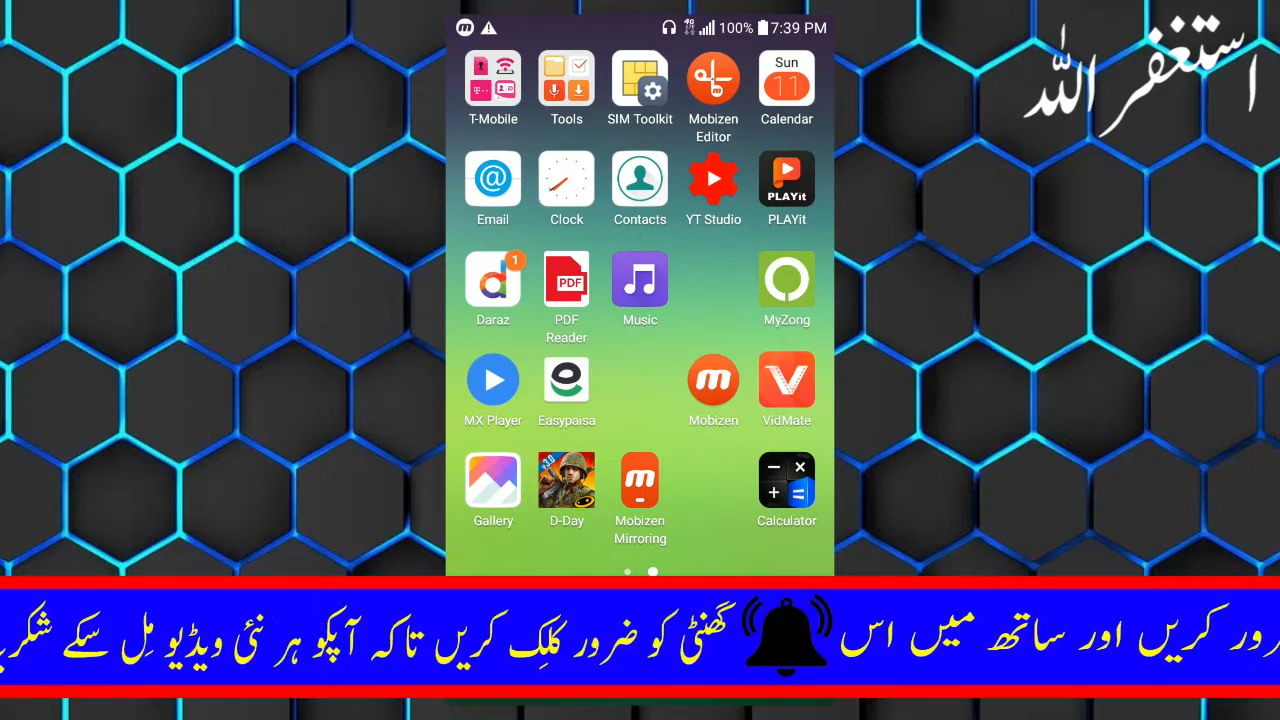 100% 7:39 PM
استغفر اللہ
Sun
11
T-Mobile Tools SIM Toolkit Mobizen Editor Calendar
PLAYit
Email Clock Contacts YT Studio PLAYit
1
PDF
Daraz PDF Reader Music MyZong
MX Player Easypaisa Mobizen VidMate
V3.0
Gallery D-Day Mobizen Mirroring Calculator
کریں اور ساتھ میں اس گھنٹی کو ضرور کلِک کریں تاکہ آپکو ہر نئی ویڈیو مِل سکے